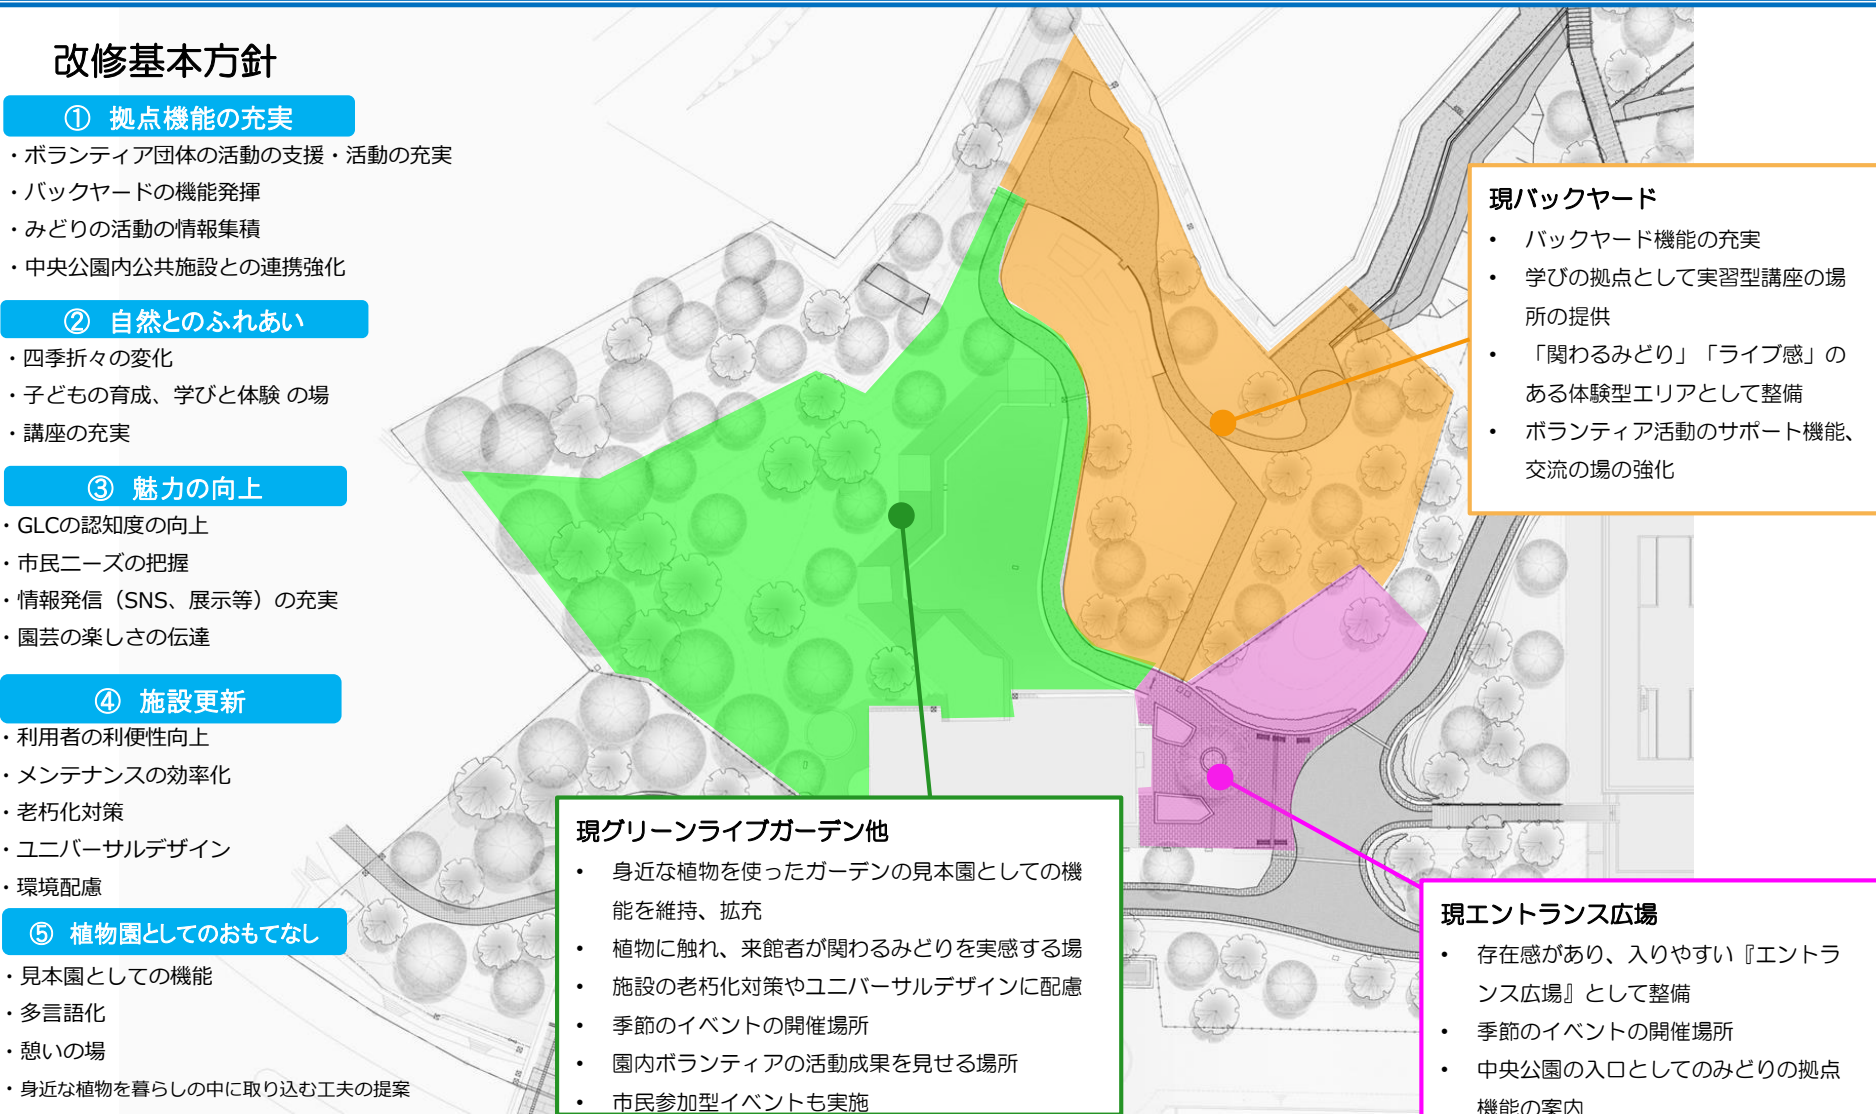 改修基本方針
① 拠点機能の充実
・ボランティア団体の活動の支援・活動の充実
・バックヤードの機能発揮
・みどりの活動の情報集積
・中央公園内公共施設との連携強化
② 自然とのふれあい
・四季折々の変化
・子どもの育成、学びと体験 の場
・講座の充実
③ 魅力の向上
・GLCの認知度の向上
・市民ニーズの把握
・情報発信（SNS、展示等）の充実
・園芸の楽しさの伝達
④ 施設更新
・利用者の利便性向上
・メンテナンスの効率化
・老朽化対策
・ユニバーサルデザイン
・環境配慮
⑤ 植物園としてのおもてなし
・見本園としての機能
・多言語化
・憩いの場
・身近な植物を暮らしの中に取り込む工夫の提案
現バックヤード
• バックヤード機能の充実
• 学びの拠点として実習型講座の場
所の提供
• 「関わるみどり」「ライブ感」の
ある体験型エリアとして整備
• ボランティア活動のサポート機能、
交流の場の強化
現グリーンライブガーデン他
• 身近な植物を使ったガーデンの見本園としての機
能を維持、拡充
• 植物に触れ、来館者が関わるみどりを実感する場
• 施設の老朽化対策やユニバーサルデザインに配慮
• 季節のイベントの開催場所
• 園内ボランティアの活動成果を見せる場所
• 市民参加型イベントも実施
現エントランス広場
• 存在感があり、入りやすい『エントラ
ンス広場』として整備
• 季節のイベントの開催場所
• 中央公園の入口としてのみどりの拠点
機能の案内